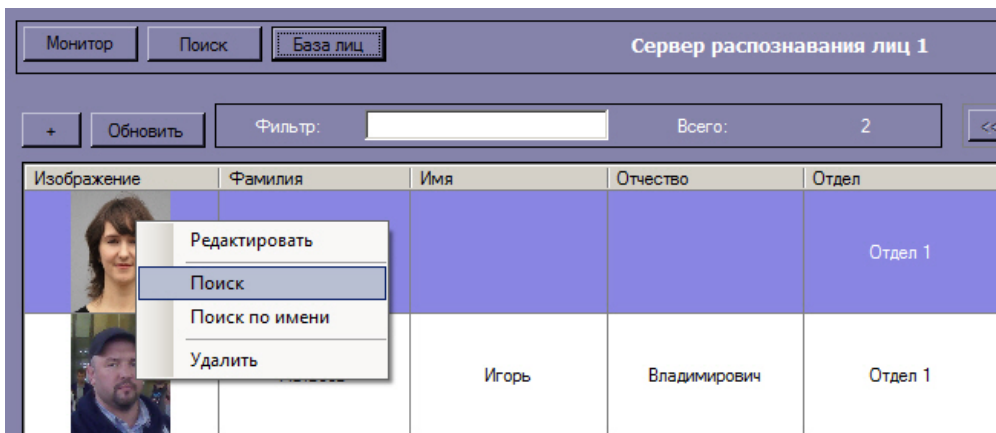 Монитор Поиск База лиц Сервер распознавания лиц 1
+ Обновить Фильтр: Всего: 2 <<
Изображение Фамилия Имя Отчество Отдел
Отдел 1
Редактировать
Поиск
Поиск по имени
Удалить
Игорь Владимирович Отдел 1